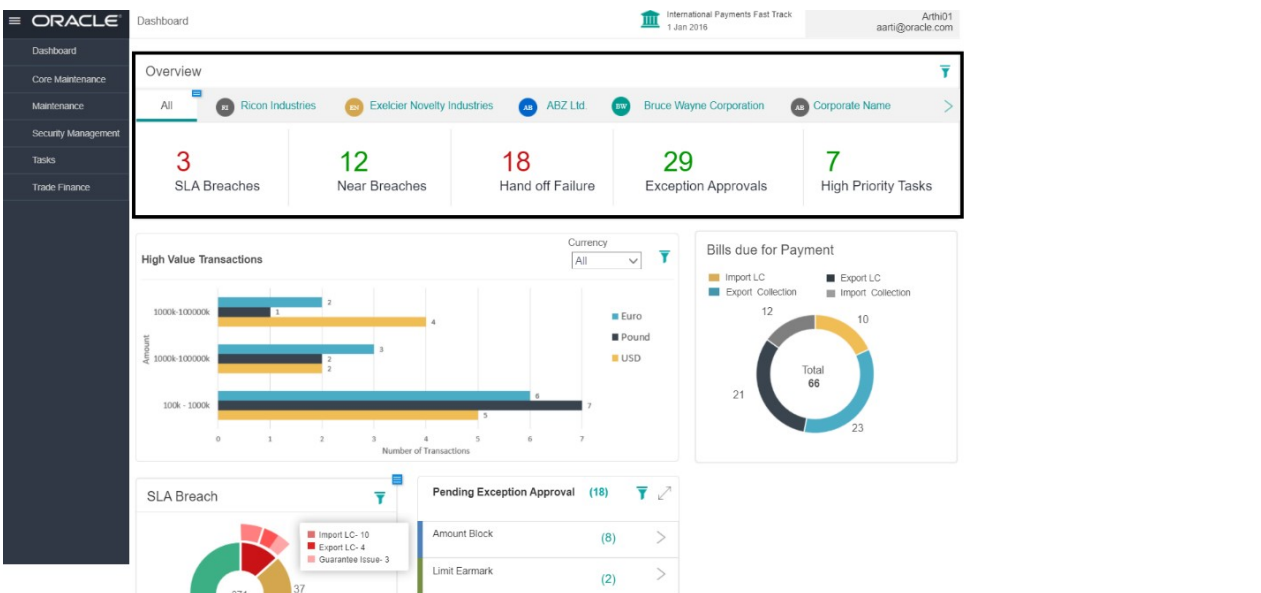 ORACLE
Dashboard
International Payments Fast Track
1 Jan 2016
Arthi01
aarti@oracle.com
Dashboard
Core Maintenance
Maintenance
Security Management
Tasks
Trade Finance
Overview
All
RI Ricon Industries
EN Exelcier Novelty Industries
AB ABZ Ltd.
BW Bruce Wayne Corporation
AB Corporate Name
3
SLA Breaches
12
Near Breaches
18
Hand off Failure
29
Exception Approvals
7
High Priority Tasks
High Value Transactions
Currency
All
Amount
1000k-100000k
2
1
4
1000k-100000k
3
2
2
100k - 1000k
6
7
5
0 1 2 3 4 5 6 7
Number of Transactions
Euro
Pound
USD
Bills due for Payment
Import LC
Export LC
Export Collection
Import Collection
12
10
21
23
Total
66
SLA Breach
Import LC- 10
Export LC- 4
Guarantee Issue- 3
37
Pending Exception Approval (18)
Amount Block (8)
Limit Earmark (2)